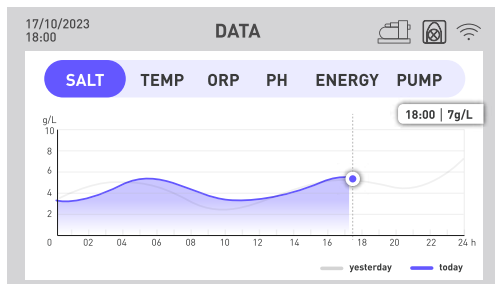 17/10/2023
18:00
DATA
SALT TEMP ORP PH ENERGY PUMP
18:00 | 7g/L
g/L
10
8
6
4
2
0 02 04 06 08 10 12 14 16 18 20 22 24 h
yesterday today